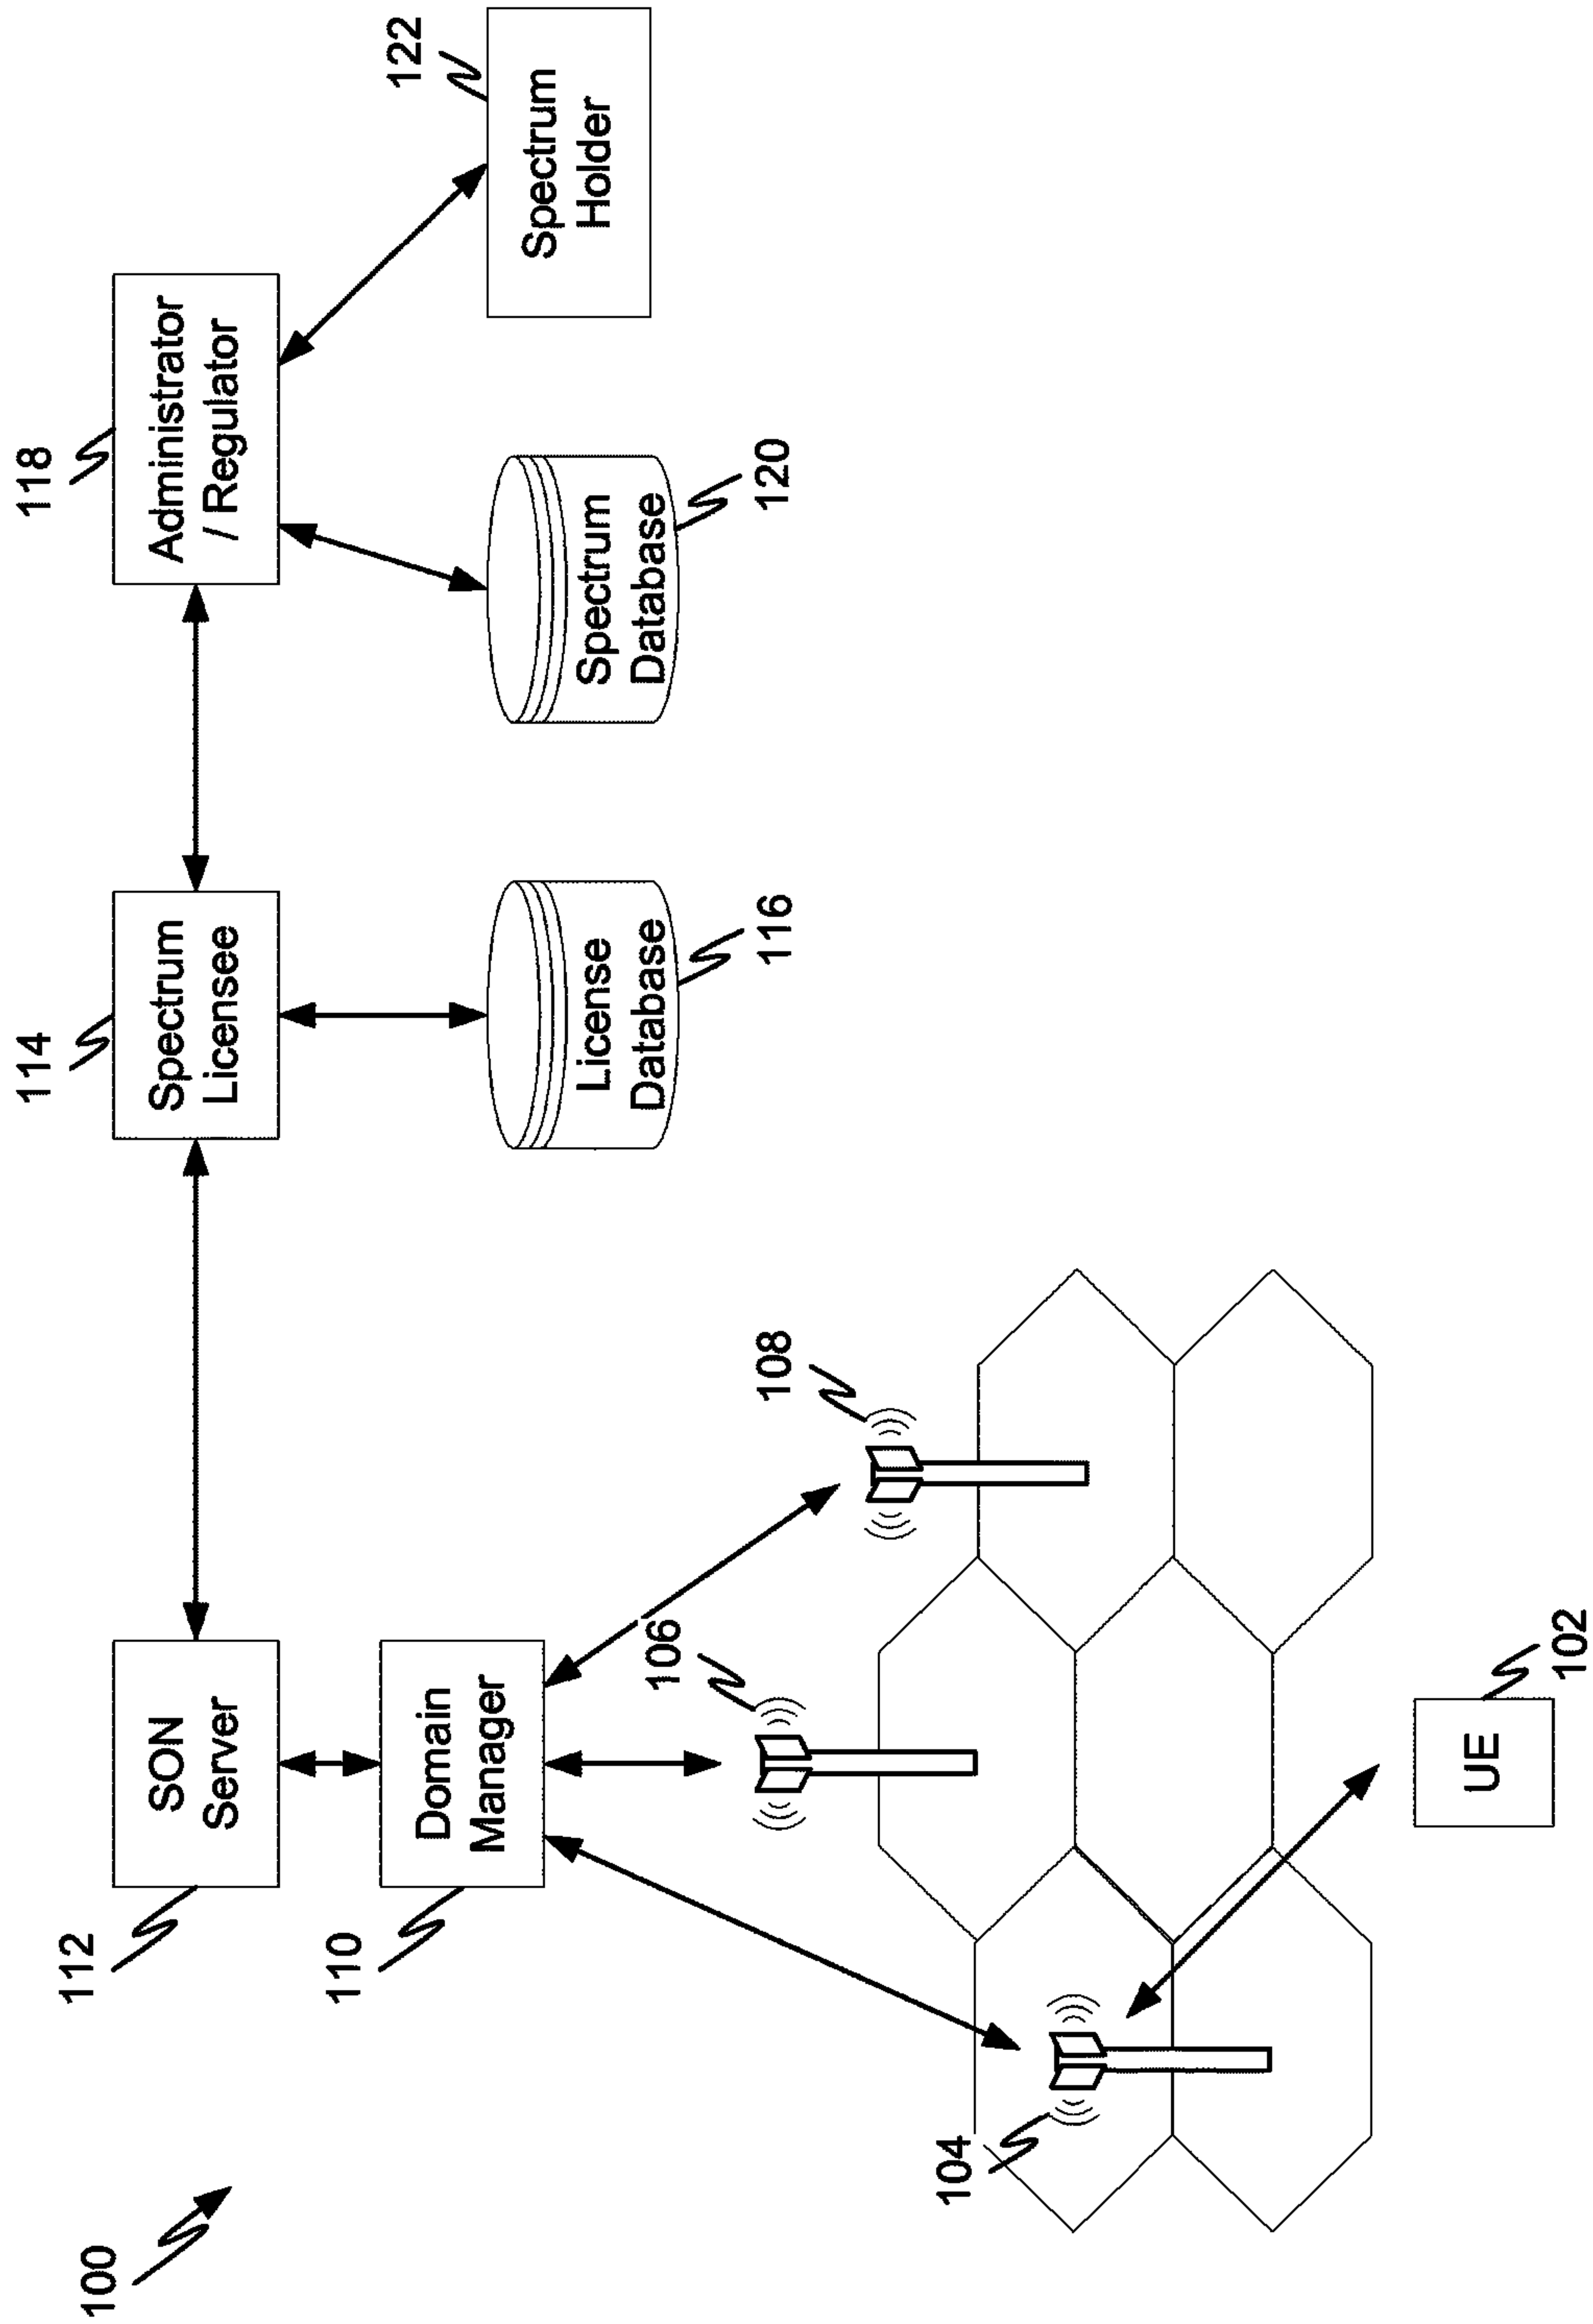 100
112
SON
Server
114
Spectrum
Licensee
118
Administrator
/ Regulator
110
Domain
Manager
License
Database
116
Spectrum
Database
120
122
Spectrum
Holder
106
108
104
UE
102